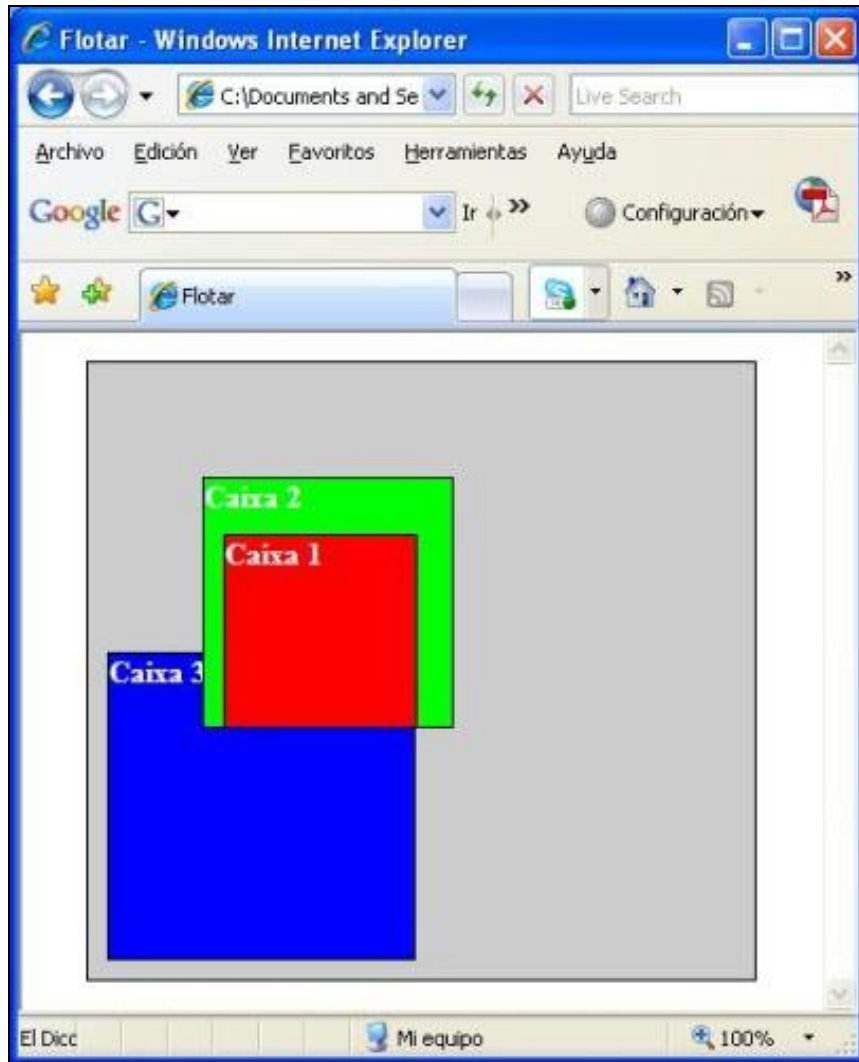 Flotar - Windows Internet Explorer
C:\Documents and Se
Live Search
Archivo Edición Ver Favoritos Herramientas Ayuda
Google G Ir » Configuración
Flotar »
Caixa 2
Caixa 1
Caixa 3
El Dicc Mi equipo 100%